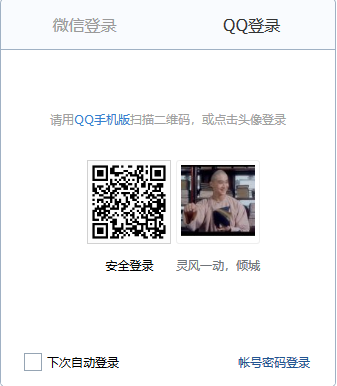 微信登录 QQ登录
请用QQ手机版扫描二维码，或点击头像登录
安全登录 灵风一动，倾城
下次自动登录 帐号密码登录